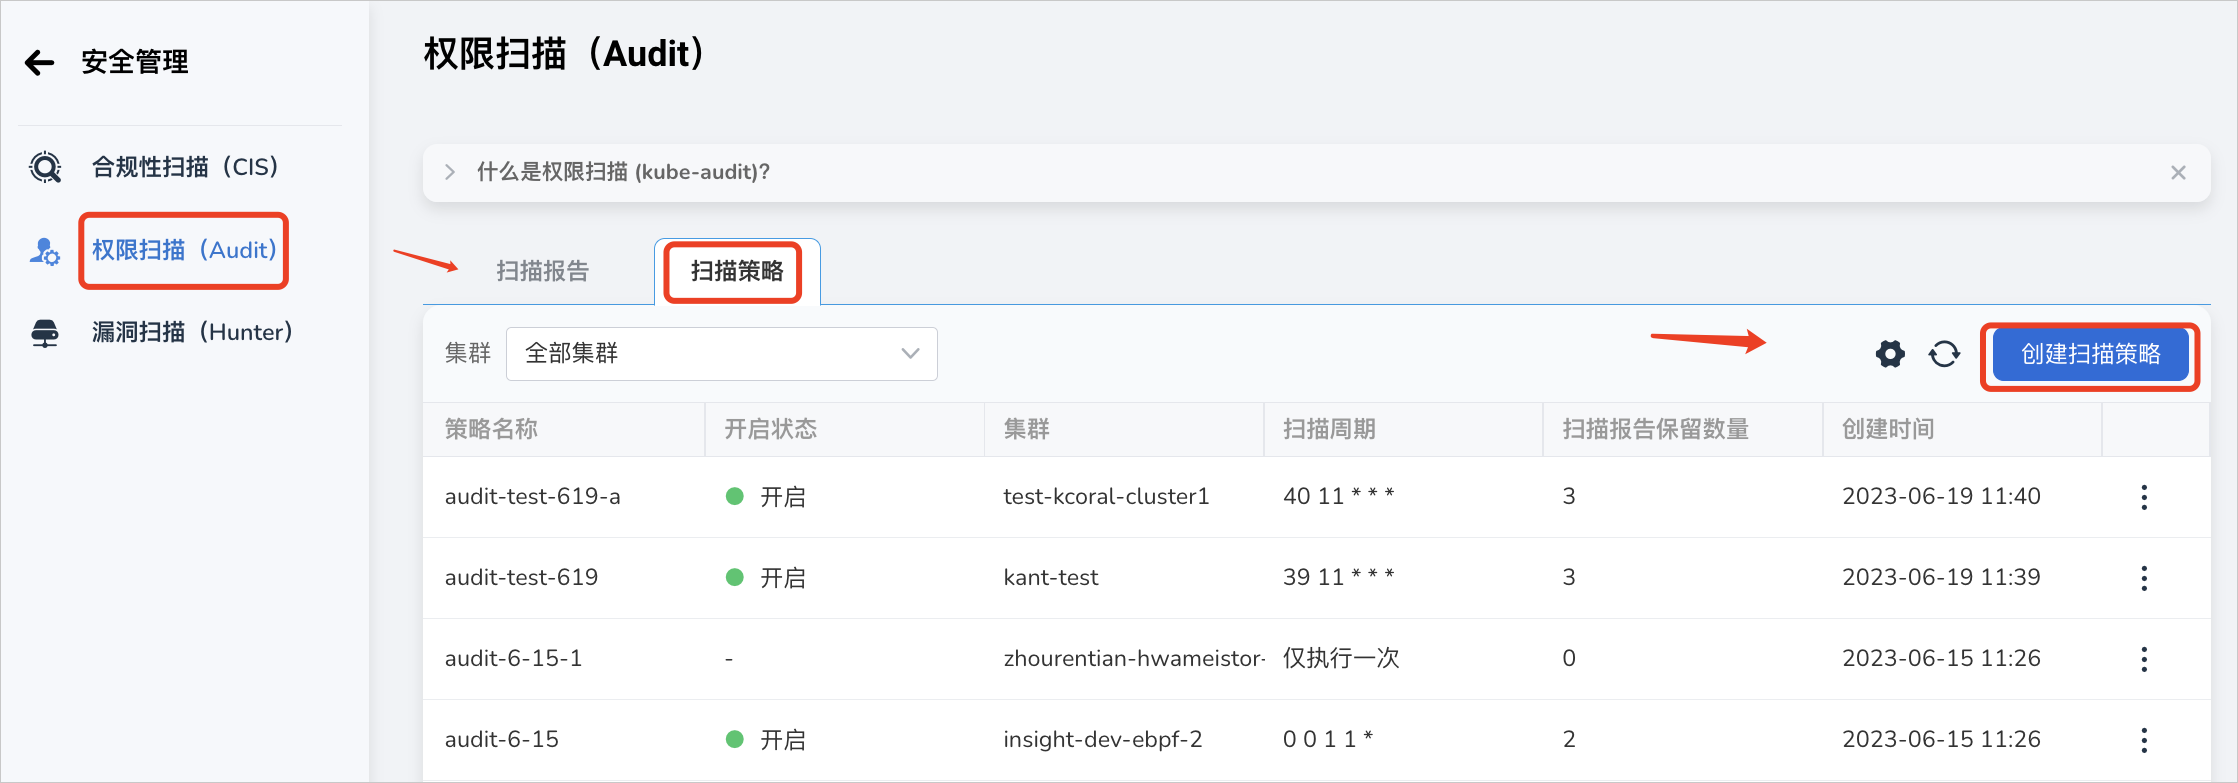 安全管理
合规性扫描（CIS）
权限扫描（Audit）
漏洞扫描（Hunter）
权限扫描（Audit）
什么是权限扫描 (kube-audit)?
扫描报告 扫描策略
集群 全部集群 创建扫描策略
策略名称 开启状态 集群 扫描周期 扫描报告保留数量 创建时间
audit-test-619-a 开启 test-kcoral-cluster1 40 11 * * * 3 2023-06-19 11:40
audit-test-619 开启 kant-test 39 11 * * * 3 2023-06-19 11:39
audit-6-15-1 - zhourentian-hwameistor- 仅执行一次 0 2023-06-15 11:26
audit-6-15 开启 insight-dev-ebpf-2 0 0 1 1 * 2 2023-06-15 11:26